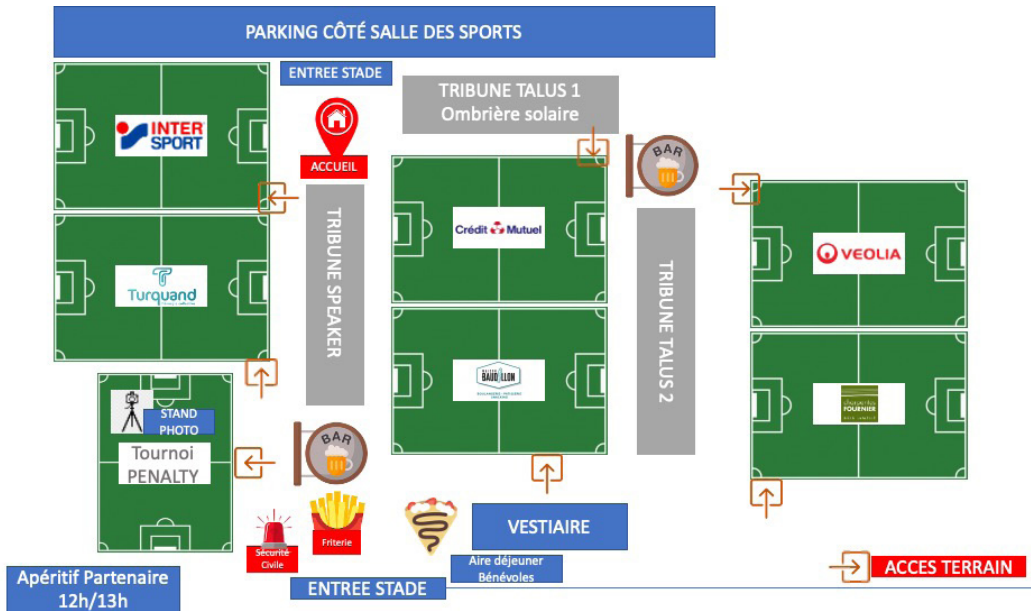 PARKING CÔTÉ SALLE DES SPORTS
ENTREE STADE
TRIBUNE TALUS 1
Ombrière solaire
INTER
SPORT
ACCUEIL
BAR
TRIBUNE SPEAKER
Crédit Mutuel
TRIBUNE TALUS 2
VEOLIA
Turquand
BAUDILLON
FOURNIER
STAND
PHOTO
Tournoi
PENALTY
BAR
VESTIAIRE
Sécurité
Civile
Friterie
Aire déjeuner
Bénévoles
Apéritif Partenaire
12h/13h
ENTREE STADE
ACCES TERRAIN